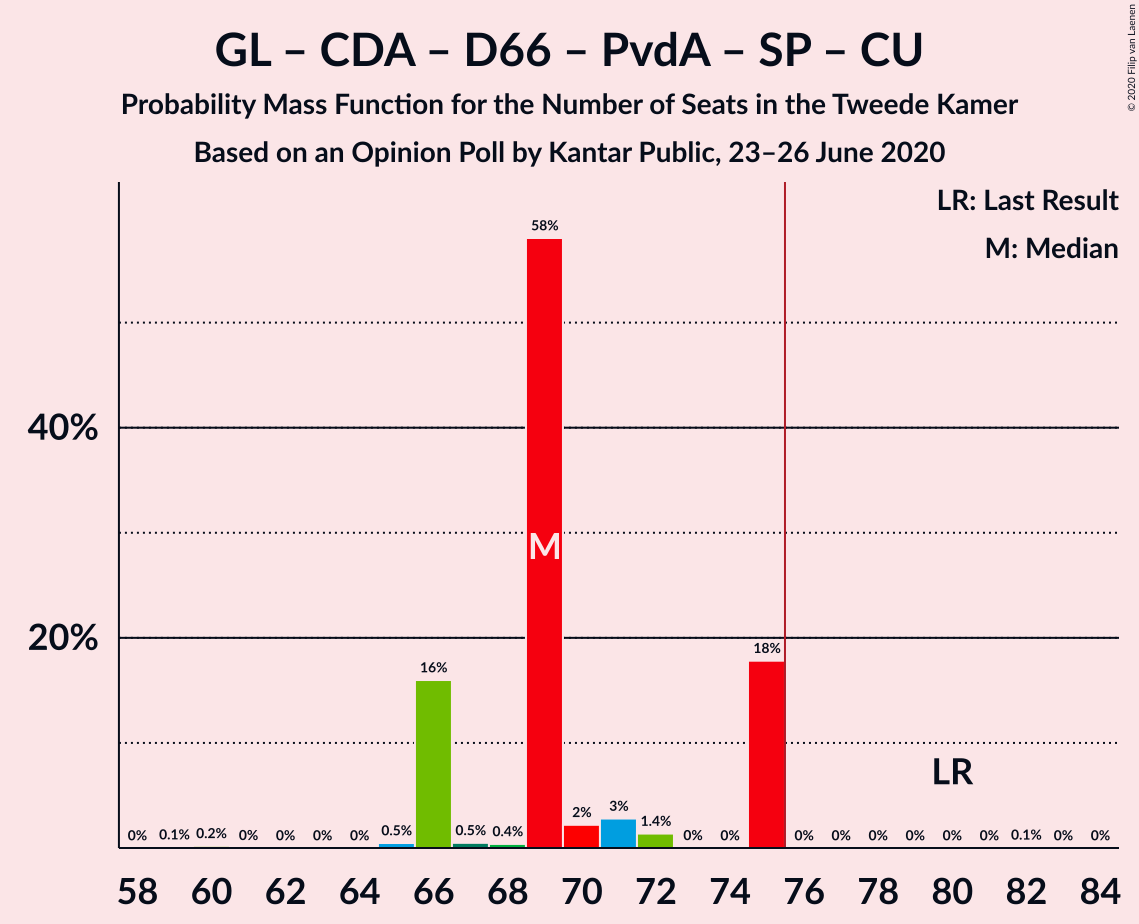 GL – CDA – D66 – PvdA – SP – CU
Probability Mass Function for the Number of Seats in the Tweede Kamer
Based on an Opinion Poll by Kantar Public, 23–26 June 2020
© 2020 Filip van Laenen
LR: Last Result
M: Median
40%
20%
0% 0.1% 0.2% 0% 0% 0% 0% 0.5% 16% 0.5% 0.4% 58% 2% 3% 1.4% 0% 0% 18% 0% 0% 0% 0% 0% 0% 0.1% 0% 0%
M
LR
58 60 62 64 66 68 70 72 74 76 78 80 82 84